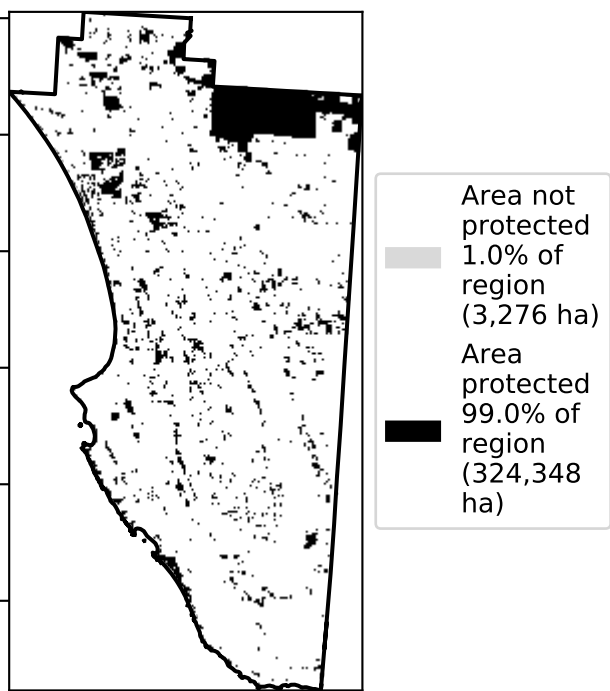 Area not
protected
1.0% of
region
(3,276 ha)
Area
protected
99.0% of
region
(324,348
ha)